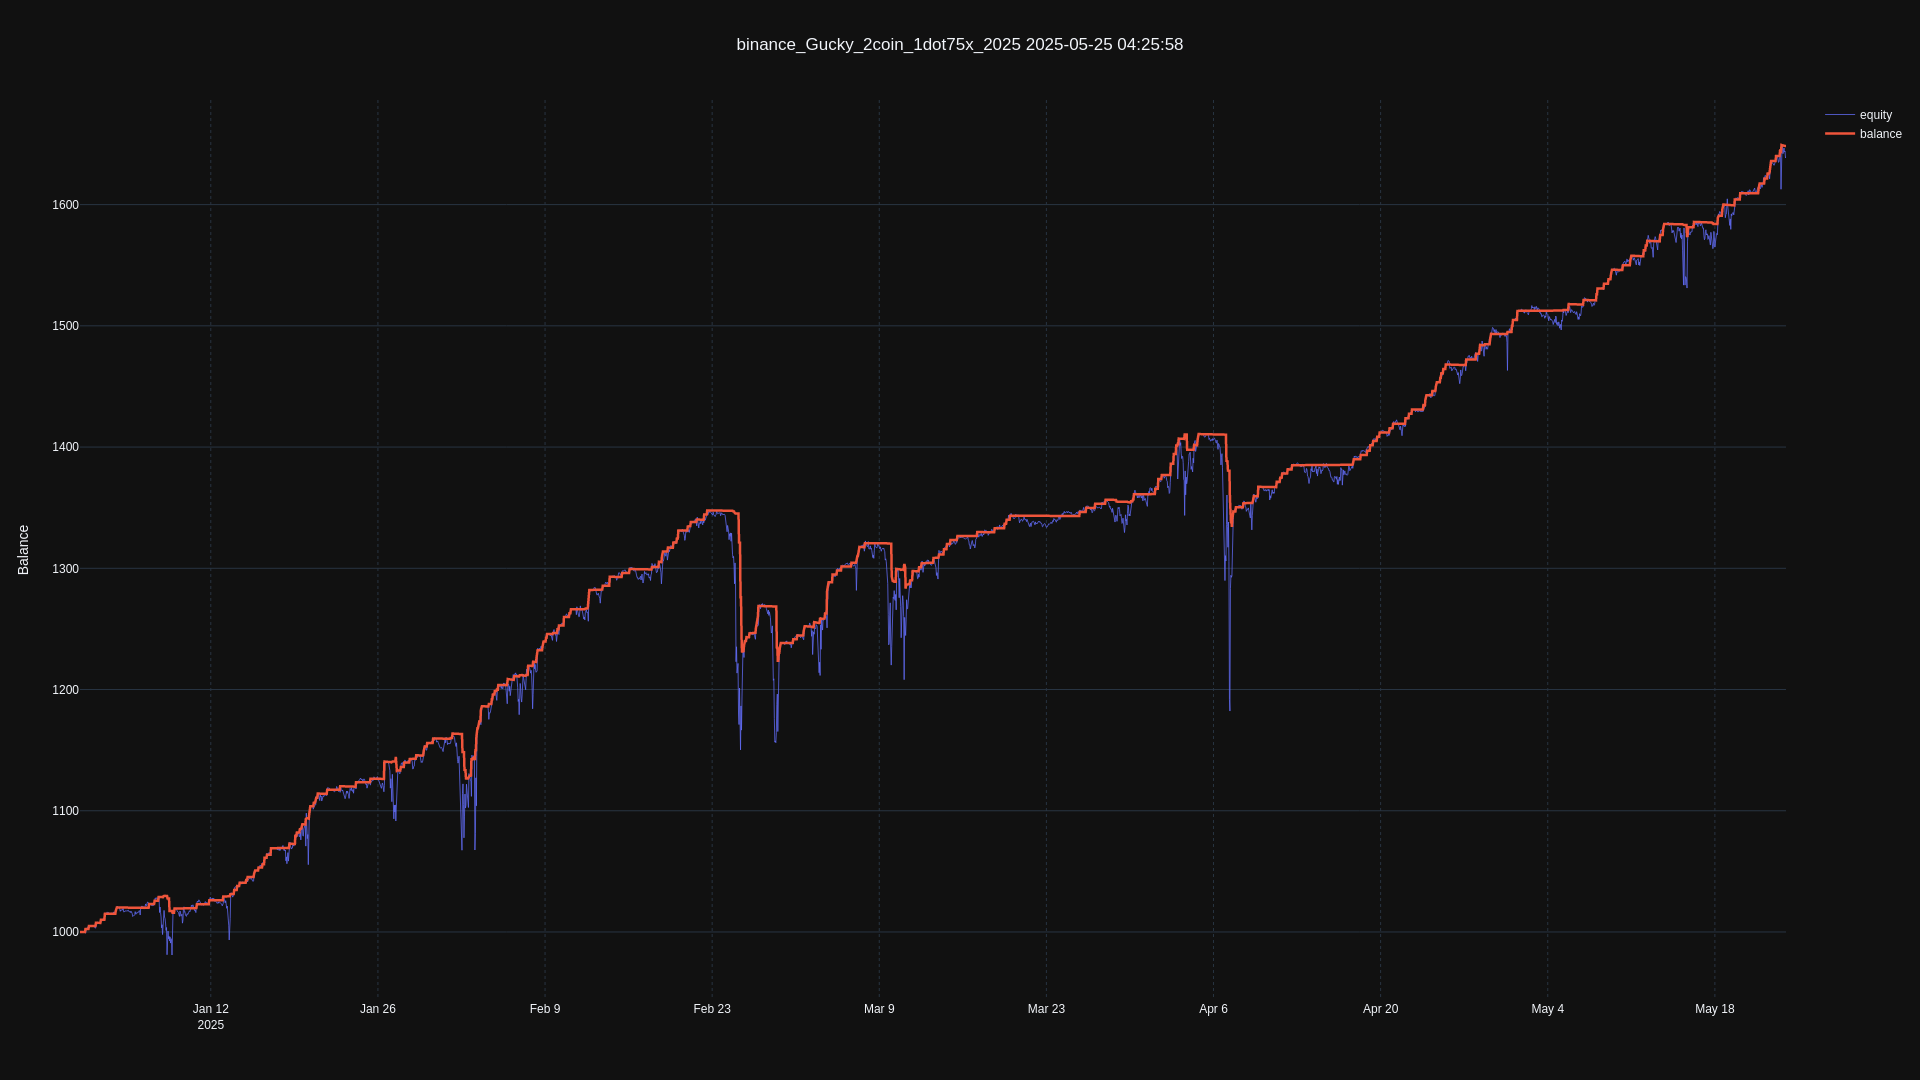 binance_Gucky_2coin_1dot75x_2025 2025-05-25 04:25:58
equity
balance
Balance
1600
1500
1400
1300
1200
1100
1000
Jan 12
2025
Jan 26
Feb 9
Feb 23
Mar 9
Mar 23
Apr 6
Apr 20
May 4
May 18